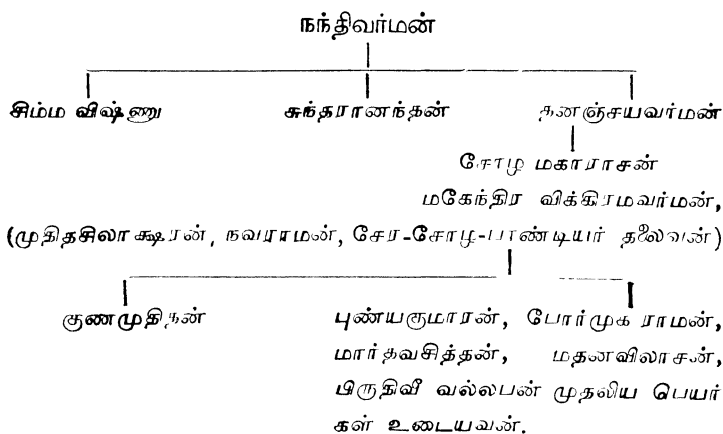 நந்திவர்மன்
சிம்ம விஷ்ணு சுந்தரானந்தன் தனஞ்சயவர்மன்
சோழ மகாராசன்
மகேந்திர விக்கிரமவர்மன்,
(முதிதசிலாக்ஷரன், நவராமன், சேர-சோழ-பாண்டியர் தலைவன்)
குணமுதிதன் புண்யகுமாரன், போர்முக ராமன்,
மார்தவசித்தன், மதனவிலாசன்,
பிருதிவீ வல்லபன் முதலிய பெயர்
கள் உடையவன்.